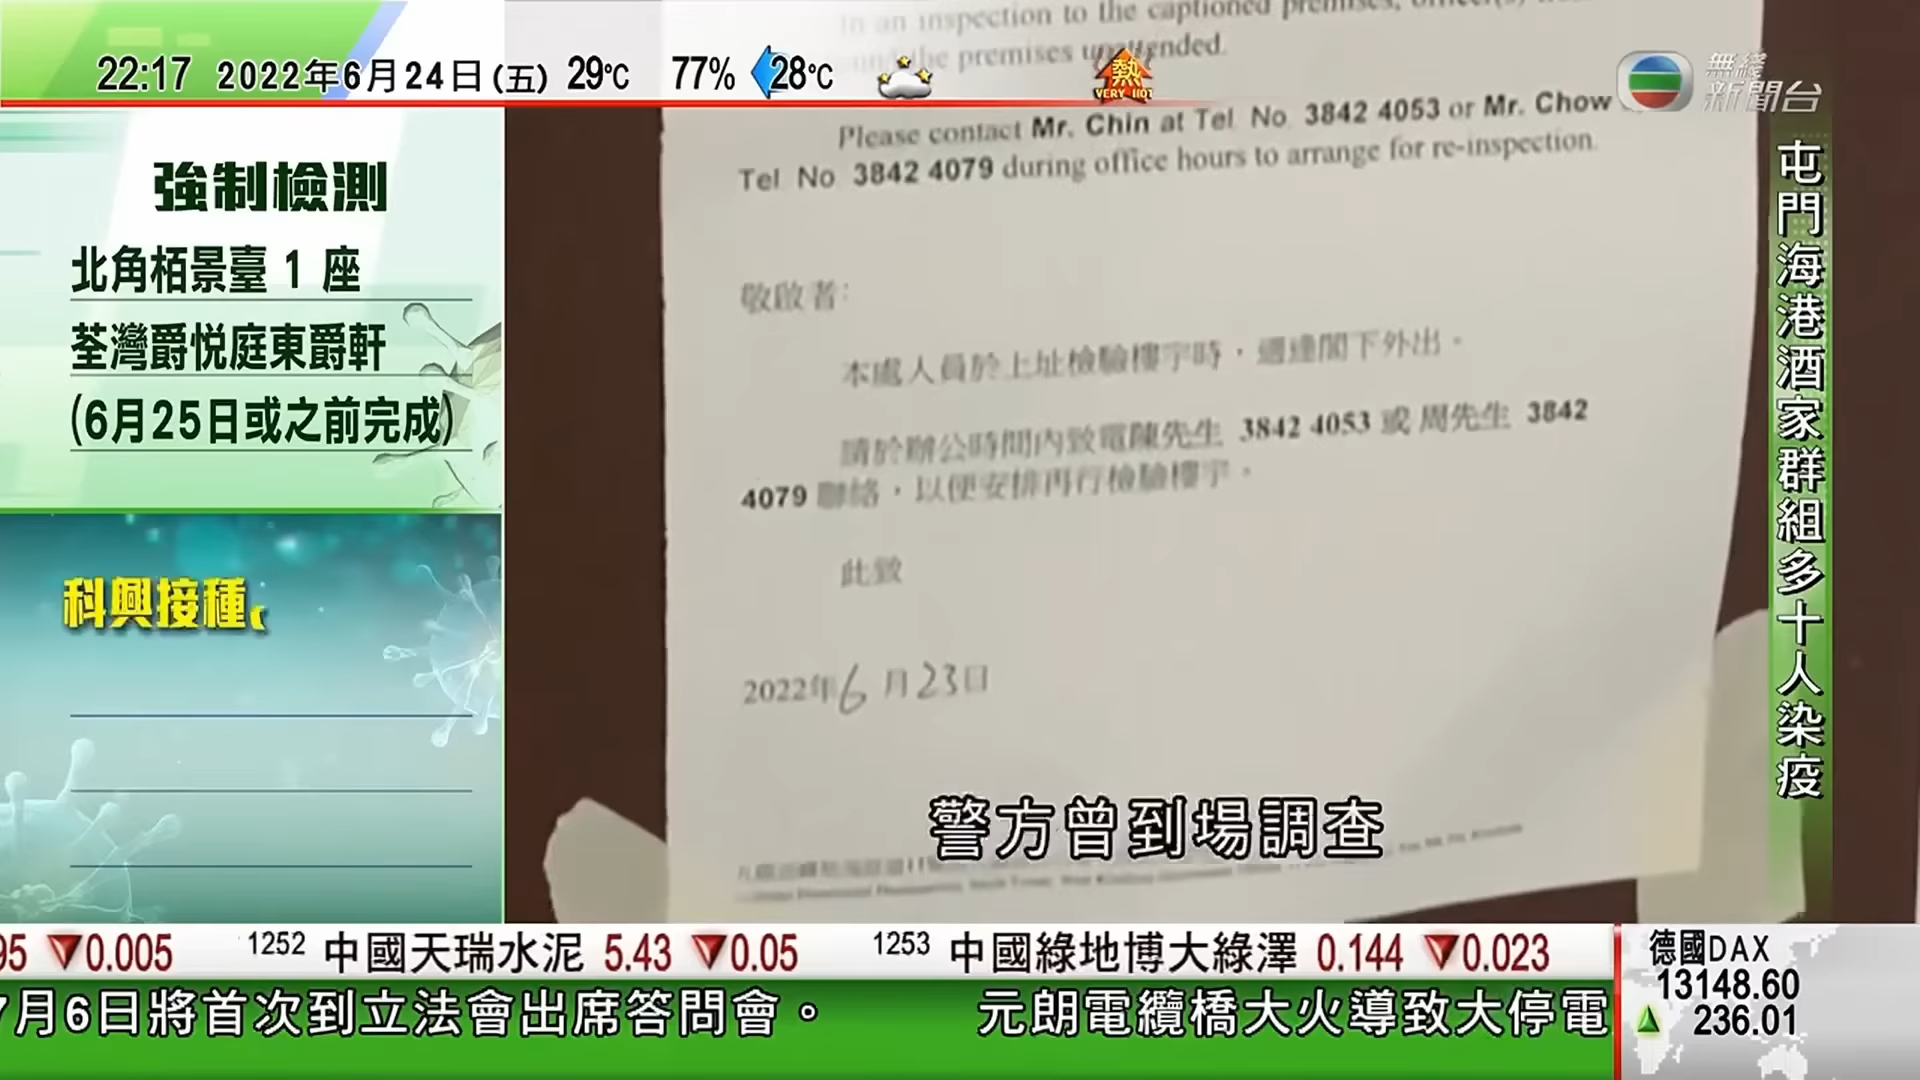 22:17 2022年6月24日(五) 29℃ 77% 28℃
熱
VERY HOT
無綫
新聞台
強制檢測
北角栢景臺 1 座
荃灣爵悅庭東爵軒
(6月25日或之前完成)
科興接種
In an inspection to the captioned premises,
the premises unattended.
Please contact Mr. Chin at Tel No 3842 4053 or Mr. Chow
Tel No 3842 4079 during office hours to arrange for re-inspection.
敬啟者:
本處人員於上址檢驗樓宇時，適逢閣下外出。
請於辦公時間內致電陳先生 3842 4053 或 周先生 3842
4079 聯絡，以便安排再行檢驗樓宇。
此致
2022年6月23日
警方曾到場調查
屯門海港酒家群組多十人染疫
95 ▼0.005 1252 中國天瑞水泥 5.43 ▼0.05 1253 中國綠地博大綠澤 0.144 ▼0.023
7月6日將首次到立法會出席答問會。 元朗電纜橋大火導致大停電
德國DAX
13148.60
▲ 236.01